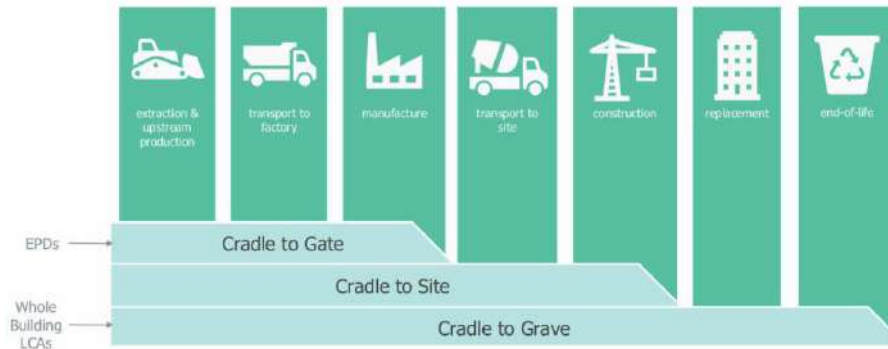 extraction &
upstream
production
transport to
factory
manufacture
transport to
site
construction
replacement
end-of-life
EPDs
Cradle to Gate
Cradle to Site
Whole
Building
LCAs
Cradle to Grave